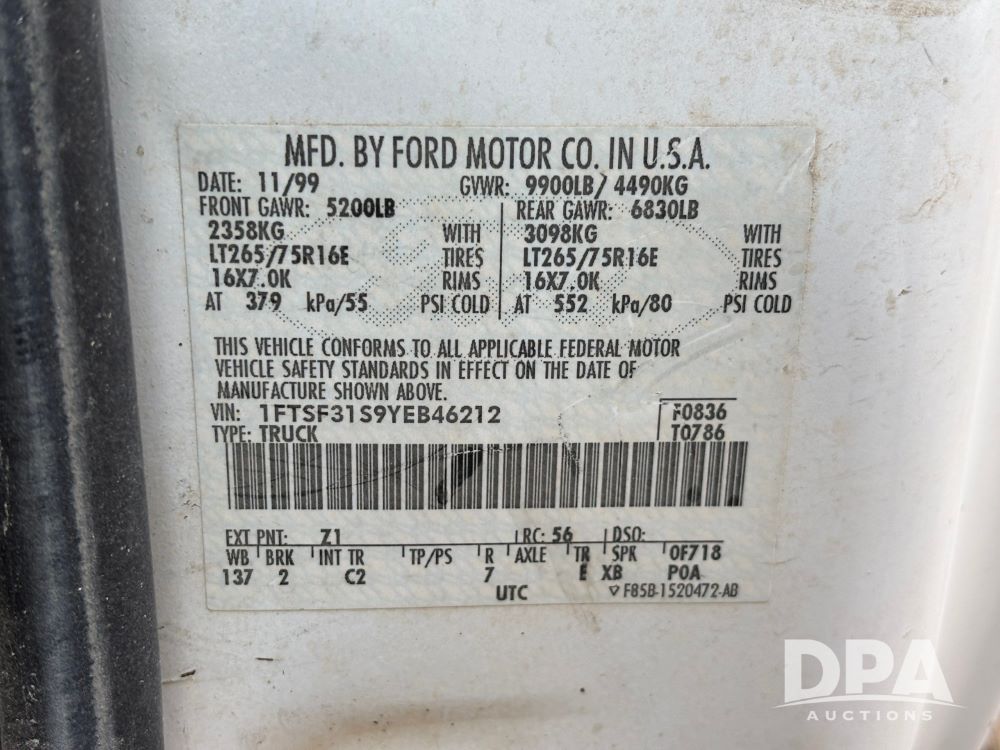 MFD. BY FORD MOTOR CO. IN U.S.A.
DATE: 11/99 GVWR: 9900LB/ 4490KG
FRONT GAWR: 5200LB REAR GAWR: 6830LB
2358KG WITH 3098KG WITH
LT265/75R16E TIRES LT265/75R16E TIRES
16X7.0K RIMS 16X7.0K RIMS
AT 379 kPa/55 PSI COLD AT 552 kPa/80 PSI COLD
THIS VEHICLE CONFORMS TO ALL APPLICABLE FEDERAL MOTOR
VEHICLE SAFETY STANDARDS IN EFFECT ON THE DATE OF
MANUFACTURE SHOWN ABOVE.
VIN: 1FTSF31S9YEB46212 F0836
TYPE: TRUCK T0786
EXT PNT: Z1 RC: 56 DSO:
WB BRK INT TR TP/PS R AXLE TR SPR 0F718
137 2 C2 7 E XB P0A
UTC F85B-1520472-AB
DPA
AUCTIONS